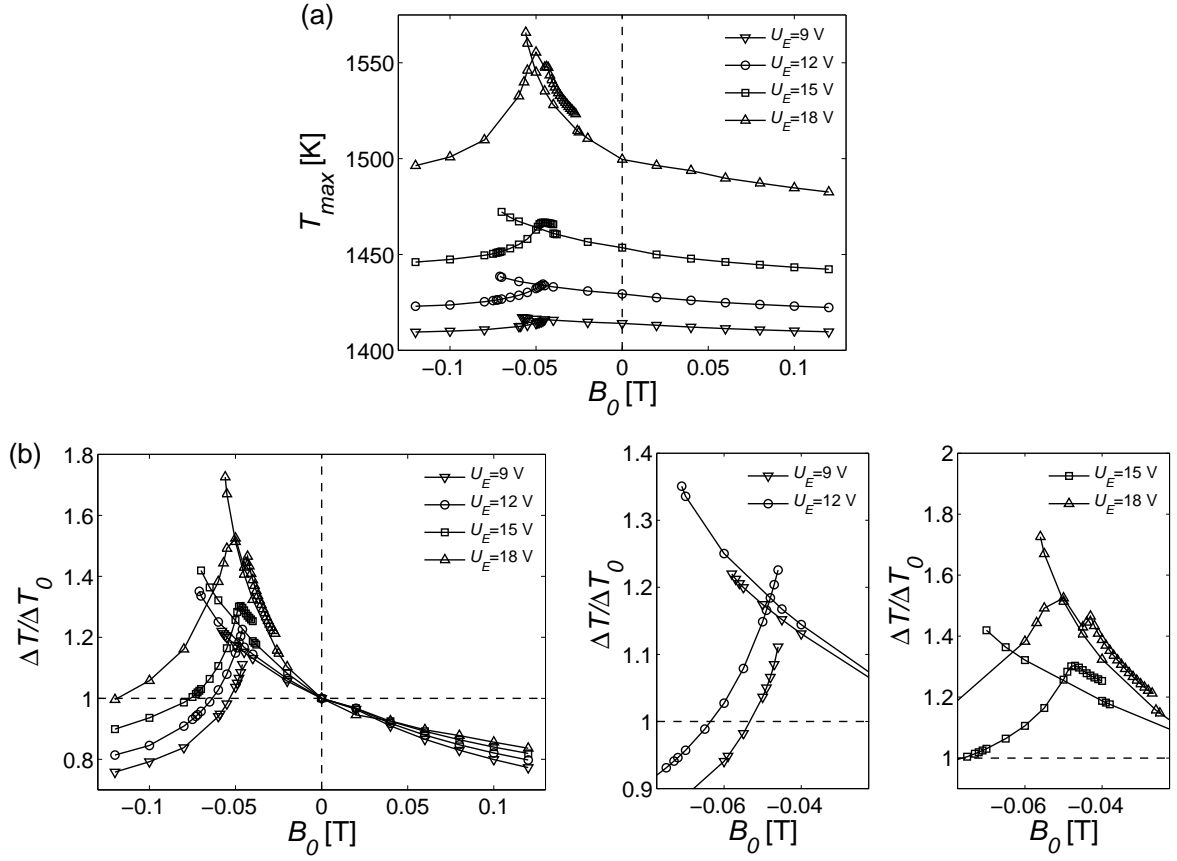 (a)
1550
1500
1450
1400
T_max [K]
U_E=9 V
U_E=12 V
U_E=15 V
U_E=18 V
−0.1 −0.05 0 0.05 0.1
B_0 [T]
(b)
1.8
1.6
1.4
1.2
1
0.8
ΔT/ΔT_0
U_E=9 V
U_E=12 V
U_E=15 V
U_E=18 V
−0.1 −0.05 0 0.05 0.1
B_0 [T]
1.4
1.3
1.2
1.1
1
0.9
ΔT/ΔT_0
U_E=9 V
U_E=12 V
−0.06 −0.04
B_0 [T]
2
1.8
1.6
1.4
1.2
1
ΔT/ΔT_0
U_E=15 V
U_E=18 V
−0.06 −0.04
B_0 [T]